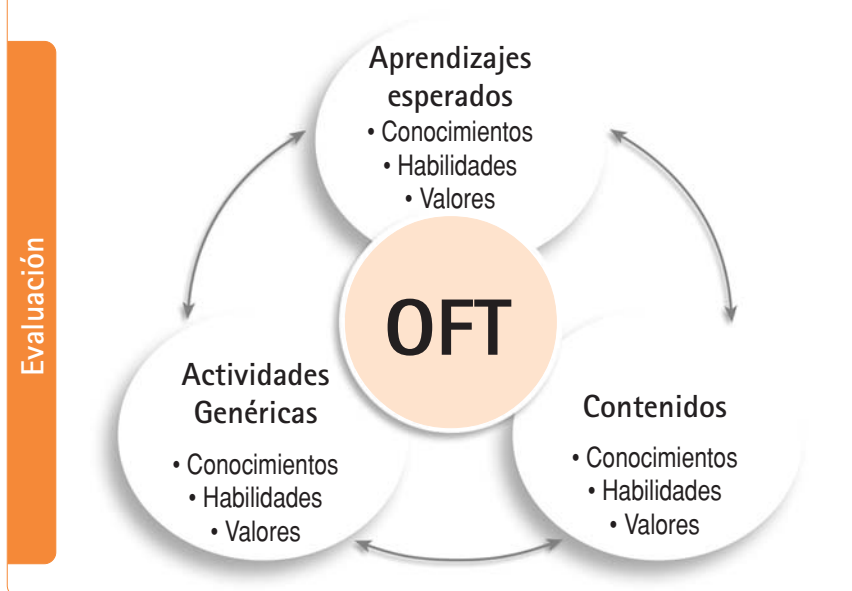 Evaluación
Aprendizajes
esperados
• Conocimientos
• Habilidades
• Valores
OFT
Actividades
Genéricas
• Conocimientos
• Habilidades
• Valores
Contenidos
• Conocimientos
• Habilidades
• Valores